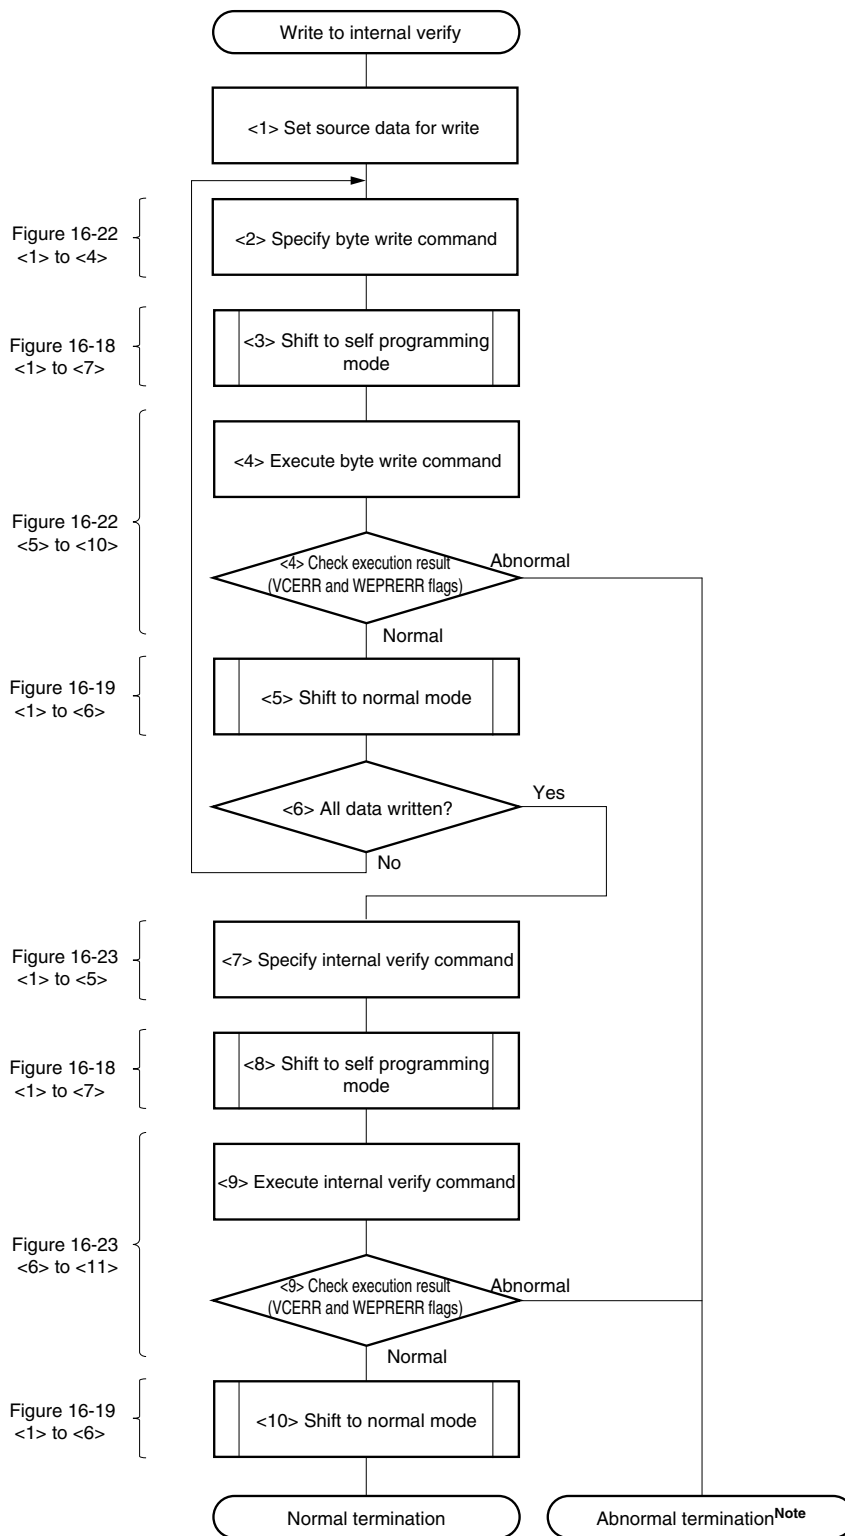 Write to internal verify
<1> Set source data for write
Figure 16-22
<1> to <4>
<2> Specify byte write command
Figure 16-18
<1> to <7>
<3> Shift to self programming
mode
<4> Execute byte write command
Figure 16-22
<5> to <10>
<4> Check execution result
(VCERR and WEPRERR flags)
Abnormal
Normal
Figure 16-19
<1> to <6>
<5> Shift to normal mode
<6> All data written?
Yes
No
Figure 16-23
<1> to <5>
<7> Specify internal verify command
Figure 16-18
<1> to <7>
<8> Shift to self programming
mode
<9> Execute internal verify command
Figure 16-23
<6> to <11>
<9> Check execution result
(VCERR and WEPRERR flags)
Abnormal
Normal
Figure 16-19
<1> to <6>
<10> Shift to normal mode
Normal termination
Abnormal termination Note